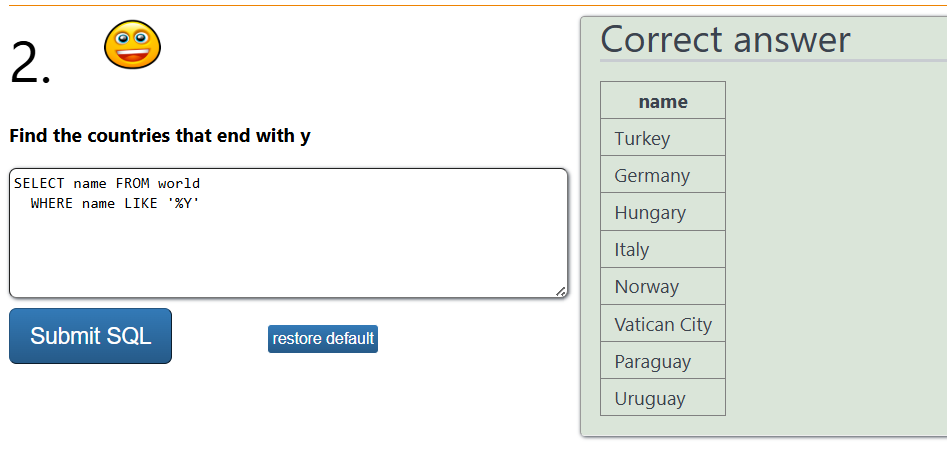 2.
Find the countries that end with y
SELECT name FROM world
WHERE name LIKE '%Y'
Submit SQL
restore default
Correct answer
name
Turkey
Germany
Hungary
Italy
Norway
Vatican City
Paraguay
Uruguay